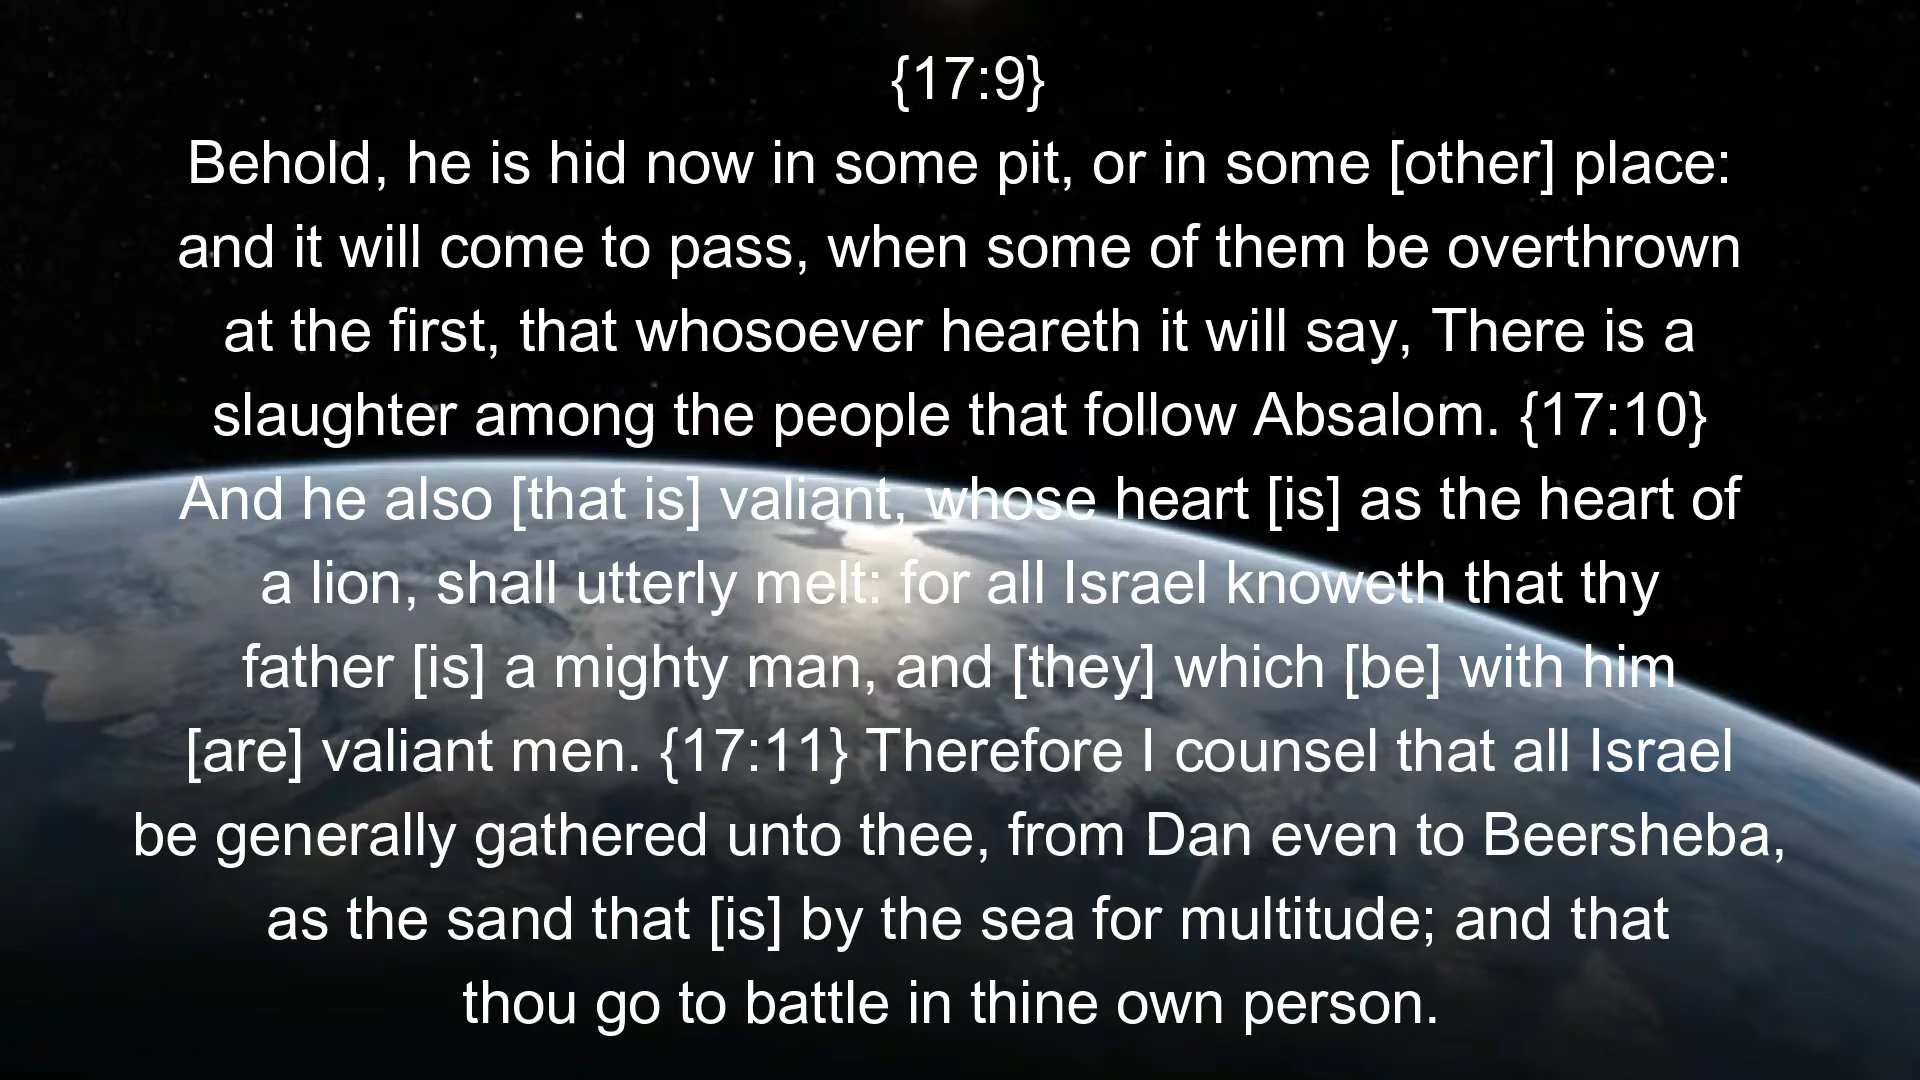 {17:9}
Behold, he is hid now in some pit, or in some [other] place:
and it will come to pass, when some of them be overthrown
at the first, that whosoever heareth it will say, There is a
slaughter among the people that follow Absalom. {17:10}
And he also [that is] valiant, whose heart [is] as the heart of
a lion, shall utterly melt: for all Israel knoweth that thy
father [is] a mighty man, and [they] which [be] with him
[are] valiant men. {17:11} Therefore I counsel that all Israel
be generally gathered unto thee, from Dan even to Beersheba,
as the sand that [is] by the sea for multitude; and that
thou go to battle in thine own person.